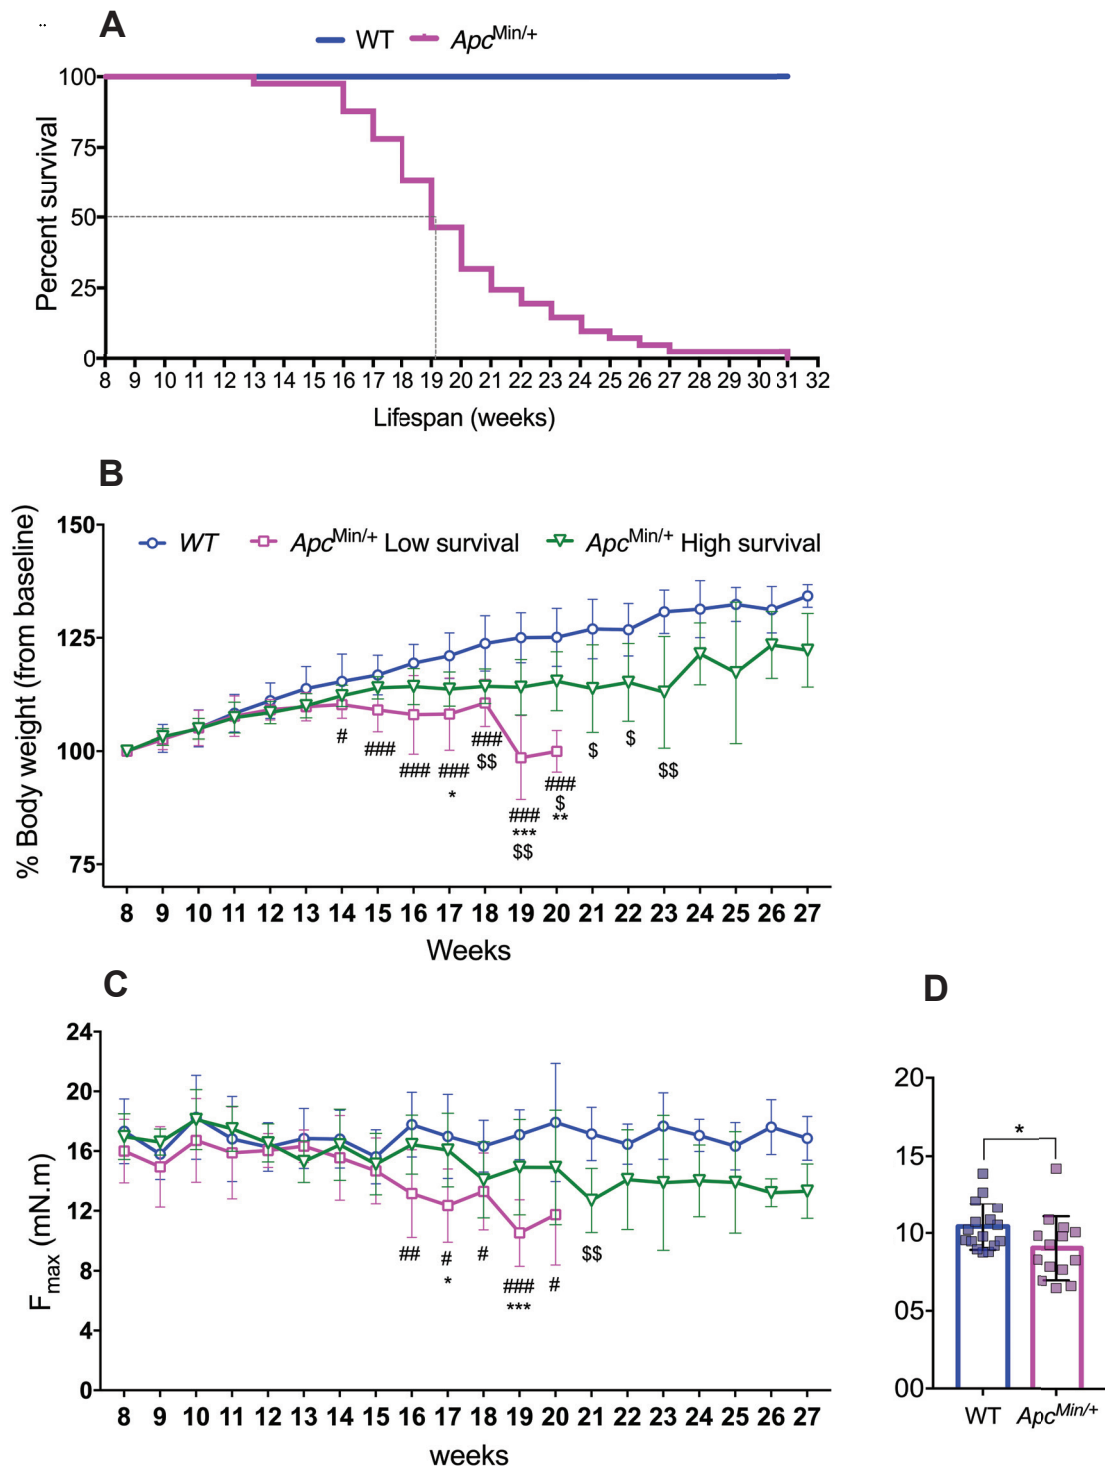 A
WT Apc^Min/+
Percent survival
100
75
50
25
0
8 9 10 11 12 13 14 15 16 17 18 19 20 21 22 23 24 25 26 27 28 29 30 31 32
Lifespan (weeks)
B
% Body weight (from baseline)
150
WT Apc^Min/+ Low survival Apc^Min/+ High survival
125
100
75
#
###
###
###
*
###
$$
###
***
$$
###
$
**
$
$
$$
8 9 10 11 12 13 14 15 16 17 18 19 20 21 22 23 24 25 26 27
Weeks
C
F_max (mN.m)
24
20
16
12
8
4
0
##
#
*
#
###
***
#
$$
8 9 10 11 12 13 14 15 16 17 18 19 20 21 22 23 24 25 26 27
weeks
D
20
15
10
05
00
*
WT Apc^Min/+